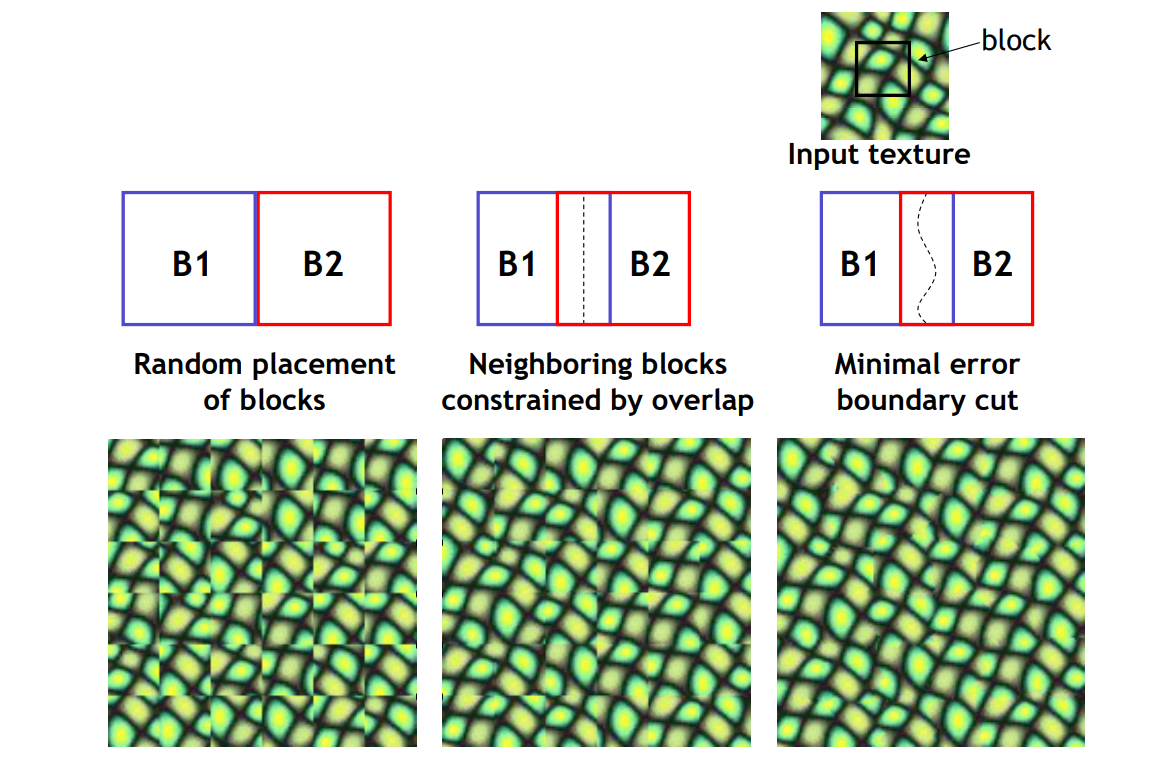 block
Input texture
B1
B2
B1
B2
B1
B2
Random placement
of blocks
Neighboring blocks
constrained by overlap
Minimal error
boundary cut